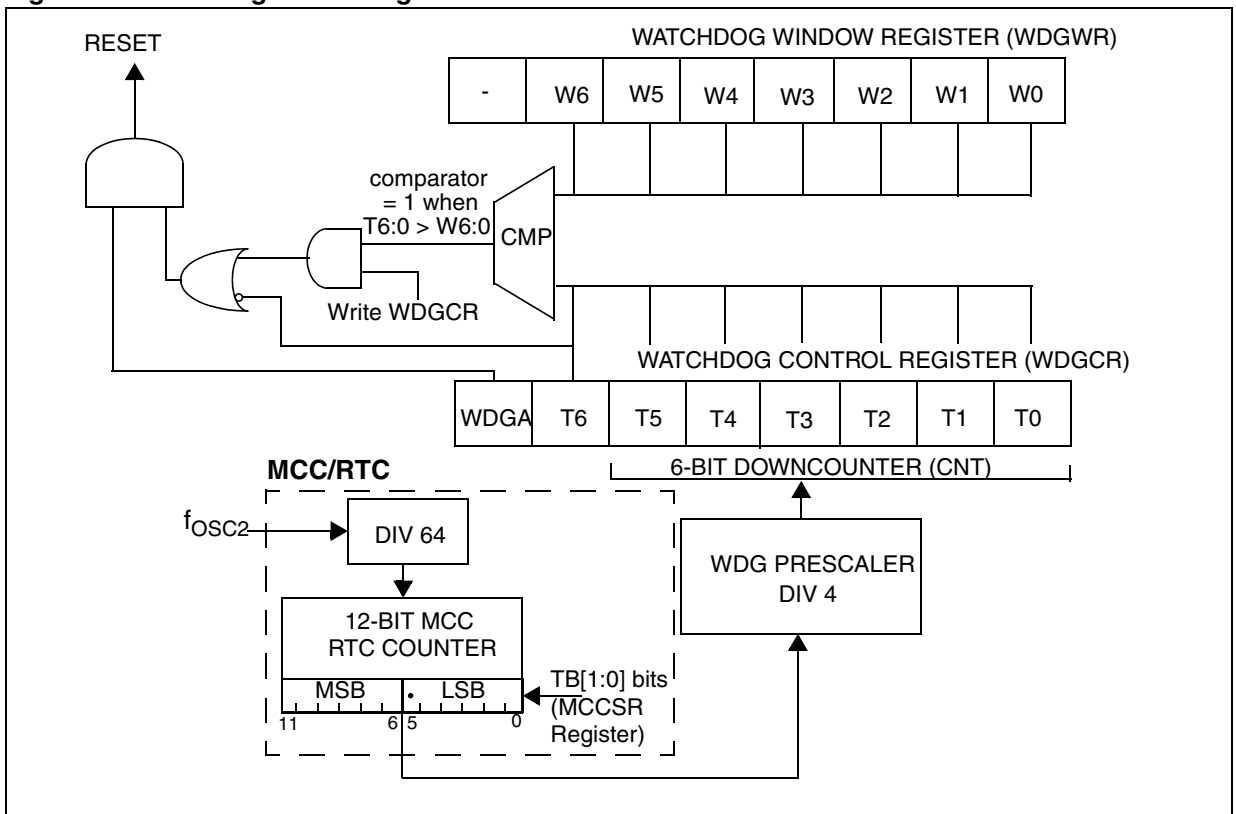 RESET
WATCHDOG WINDOW REGISTER (WDGWR)
- W6 W5 W4 W3 W2 W1 W0
comparator
= 1 when
T6:0 > W6:0
CMP
Write WDGCR
WATCHDOG CONTROL REGISTER (WDGCR)
WDGA T6 T5 T4 T3 T2 T1 T0
6-BIT DOWNCOUNTER (CNT)
MCC/RTC
fOSC2
DIV 64
WDG PRESCALER
DIV 4
12-BIT MCC
RTC COUNTER
MSB LSB
11 6 5 0
TB[1:0] bits
(MCCSR
Register)